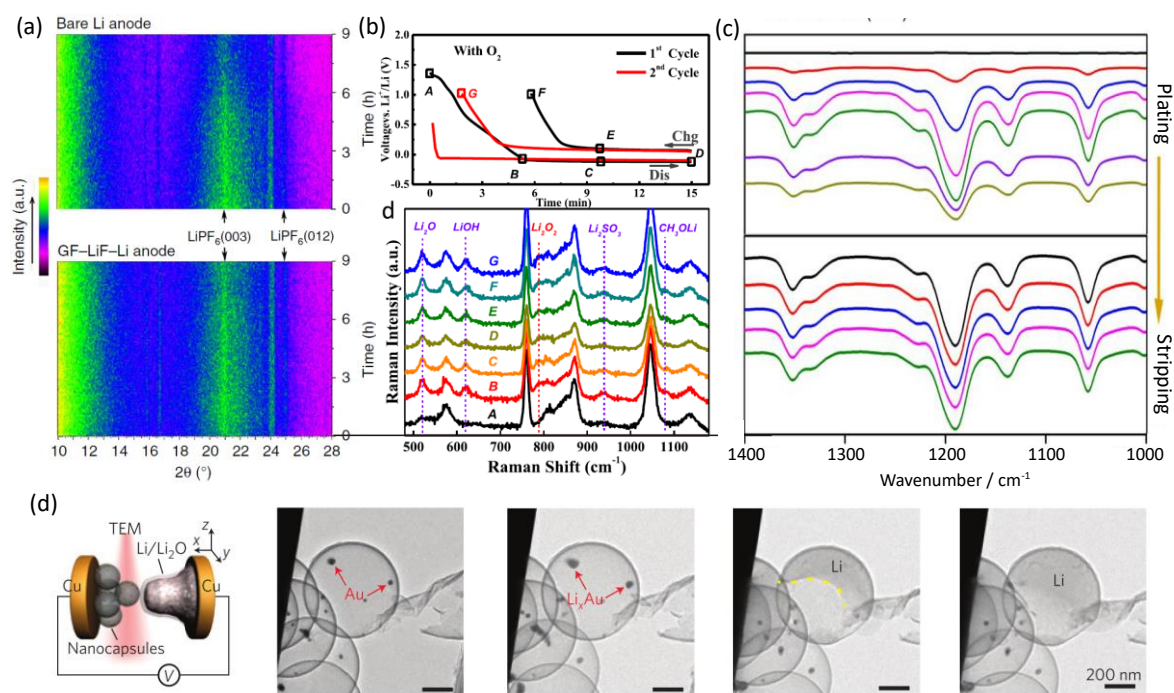 (a)
Bare Li anode
9
6
3
0
Time (h)
Intensity (a.u.)
LiPF6(003)
LiPF6(012)
GF–LiF–Li anode
9
6
3
0
Time (h)
10 12 14 16 18 20 22 24 26 28
2θ (°)
(b)
2.0
1.5
1.0
0.5
0.0
-0.5
Voltagevs. Li+/Li (V)
With O2
1st Cycle
2nd Cycle
A
G
F
E
B
C
D
Chg
Dis
0 3 6 9 12 15
Time (min)
d
Li2O
LiOH
Li2O2
Li2SO3
CH3OLi
G
F
E
D
C
B
A
Raman Intensity (a.u.)
500 600 700 800 900 1000 1100
Raman Shift (cm-1)
(c)
Plating
Stripping
1400 1300 1200 1100 1000
Wavenumber / cm-1
(d)
TEM
Li/Li2O
z
x
y
Cu
Cu
Nanocapsules
V
Au
LixAu
Li
Li
200 nm